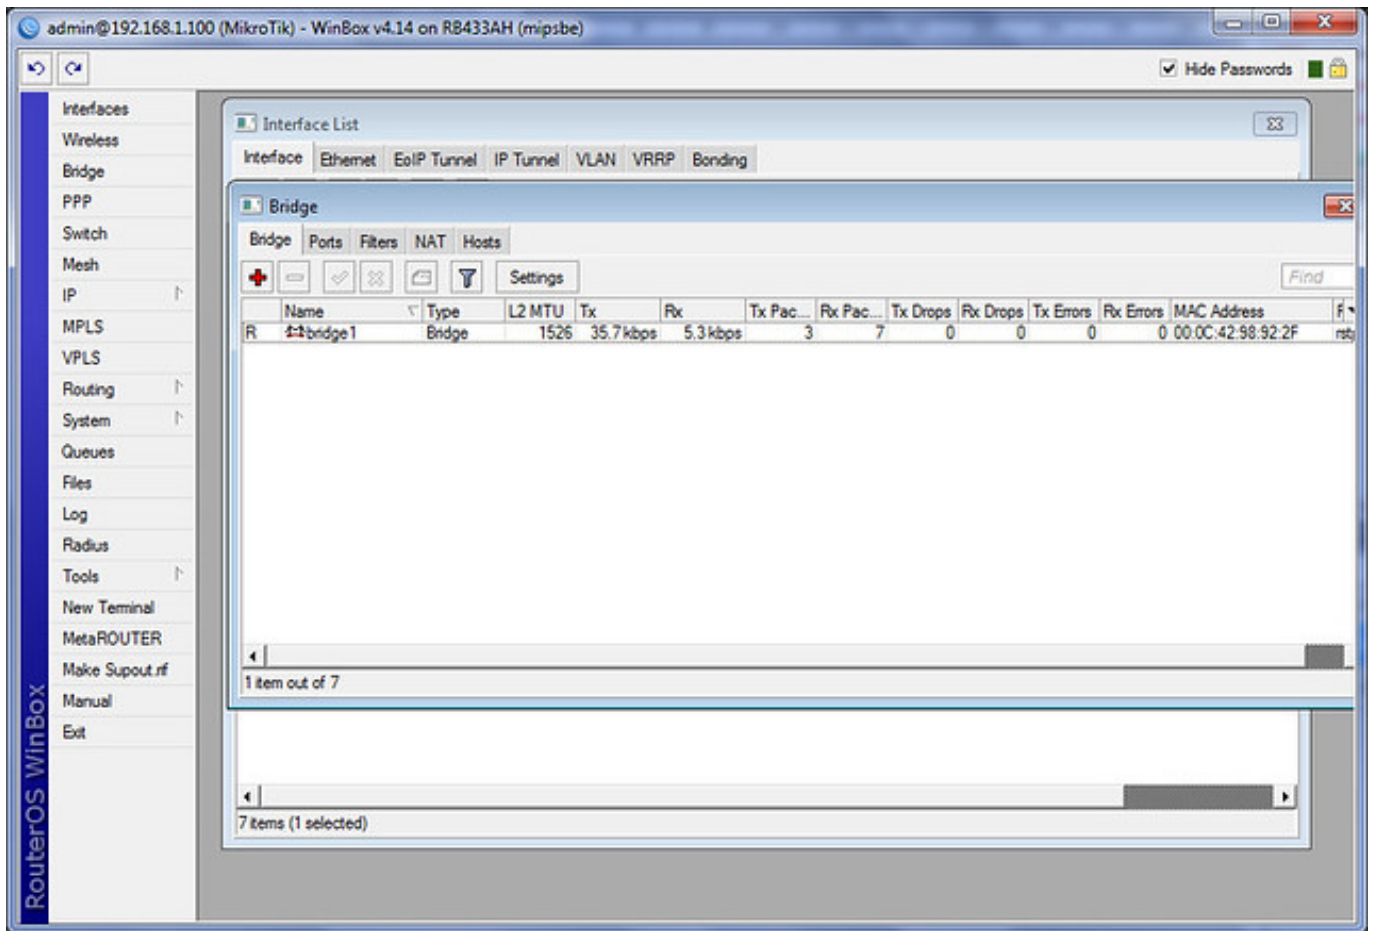 admin@192.168.1.100 (MikroTik) - WinBox v4.14 on RB433AH (mipsbe)
Hide Passwords
Interfaces
Wireless
Bridge
PPP
Switch
Mesh
IP
MPLS
VPLS
Routing
System
Queues
Files
Log
Radius
Tools
New Terminal
MetaROUTER
Make Supout.rif
Manual
Exit
RouterOS WinBox
Interface List
Interface Ethernet EoIP Tunnel IP Tunnel VLAN VRRP Bonding
Bridge
Bridge Ports Filters NAT Hosts
Settings Find
Name Type L2 MTU Tx Rx Tx Pac... Rx Pac... Tx Drops Rx Drops Tx Errors Rx Errors MAC Address
R bridge1 Bridge 1526 35.7 kbps 5.3 kbps 3 7 0 0 0 0 00:0C:42:98:92:2F
1 item out of 7
7 items (1 selected)